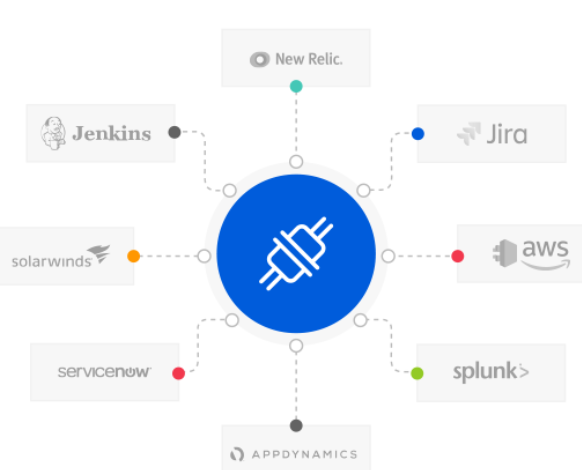 New Relic.
Jenkins
Jira
solarwinds
aws
servicenow
splunk>
APPDYNAMICS